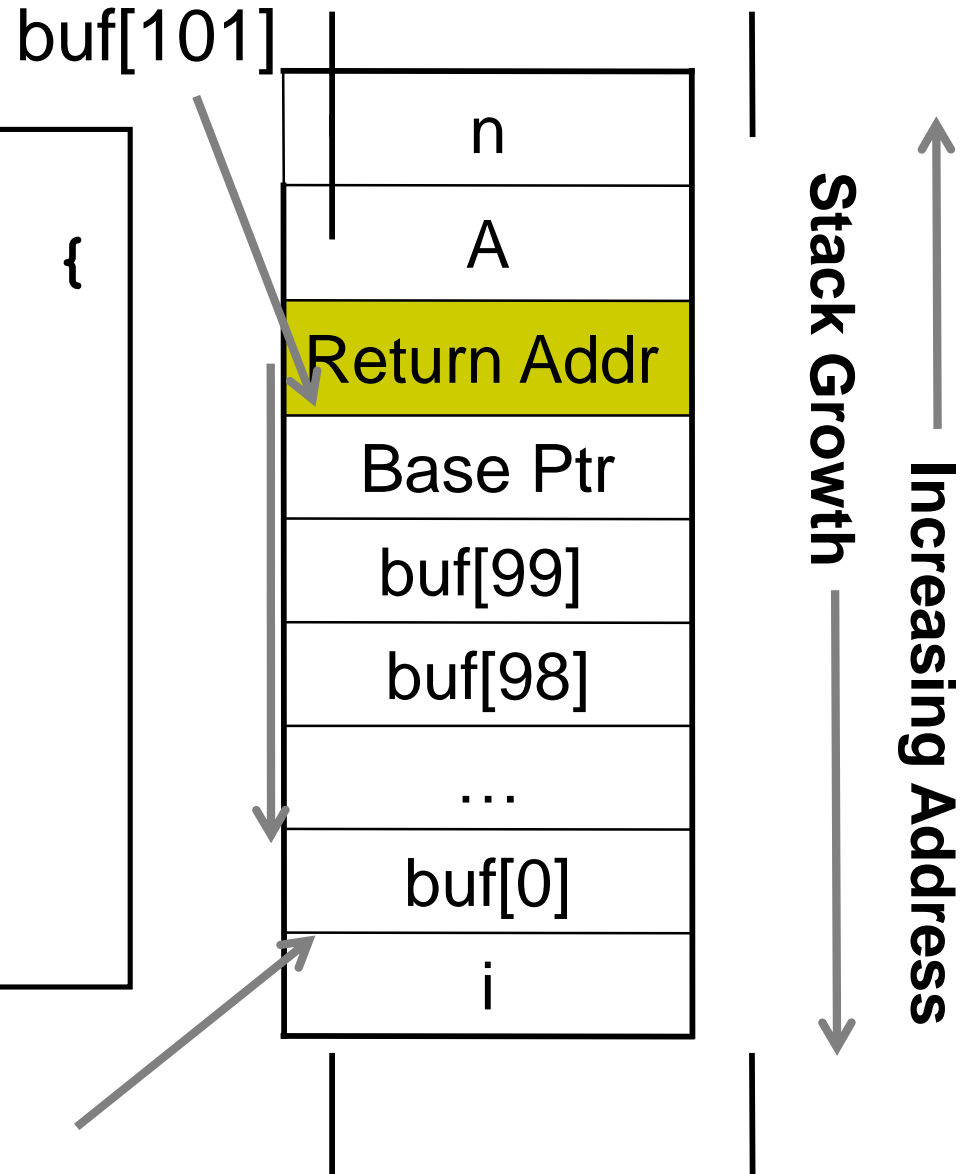 buf[101]
{
n
A
Return Addr
Base Ptr
buf[99]
buf[98]
...
buf[0]
i
Stack Growth
Increasing Address